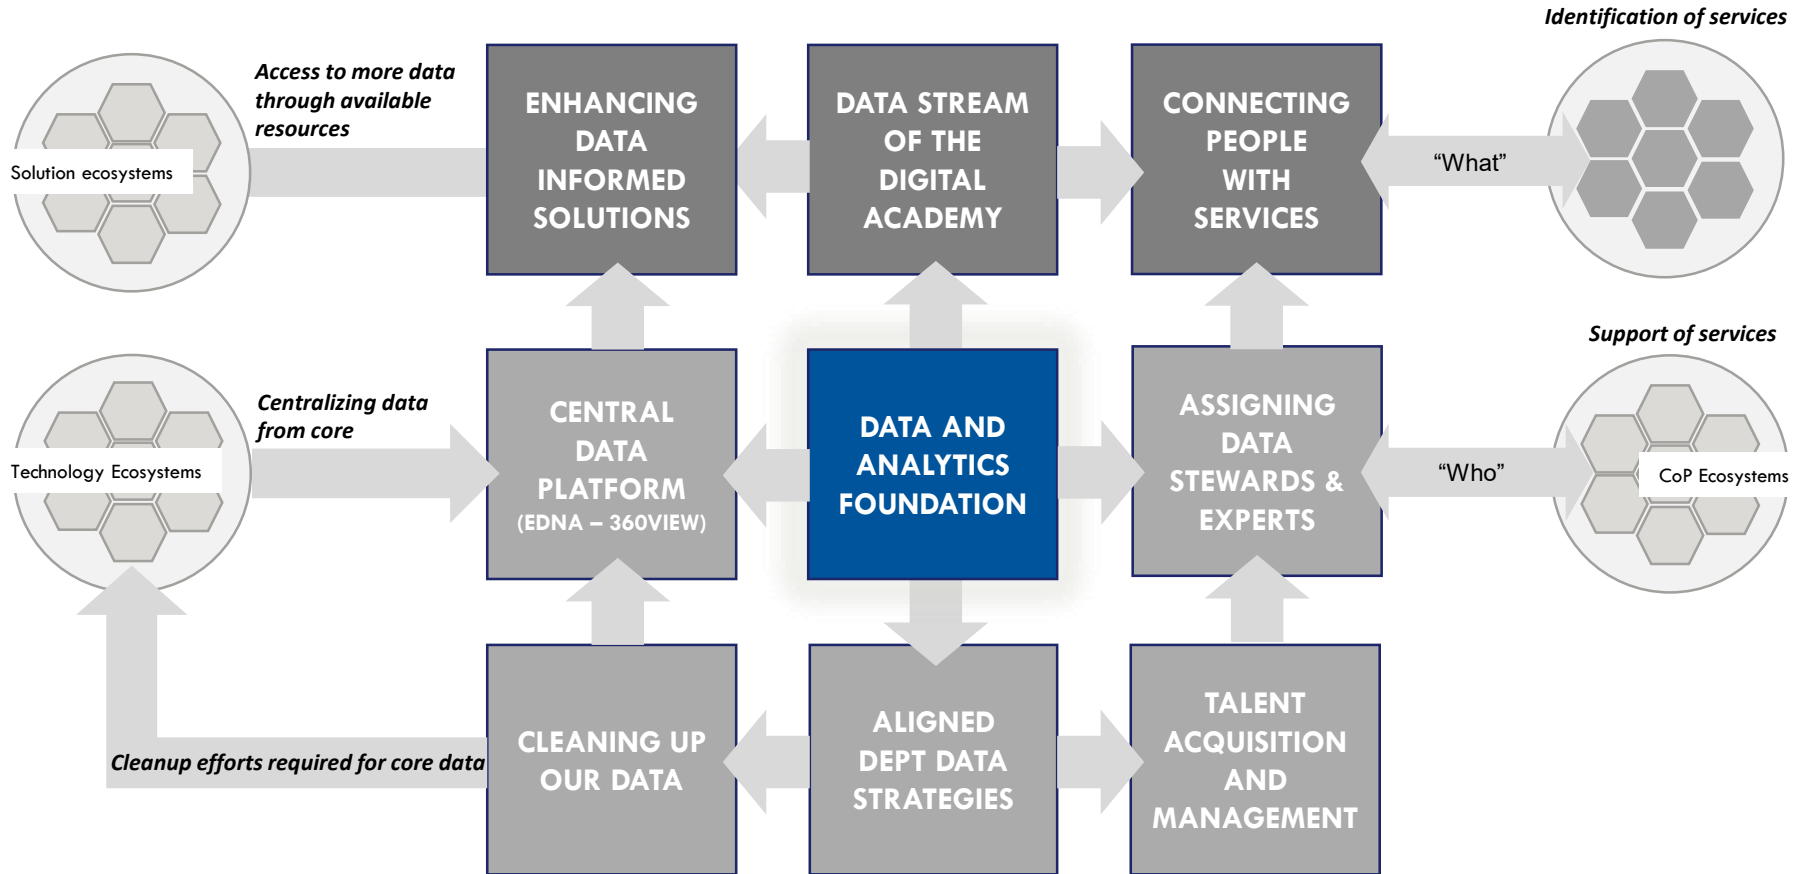 Identification of services
Access to more data
through available
resources
Solution ecosystems
ENHANCING
DATA
INFORMED
SOLUTIONS
DATA STREAM
OF THE
DIGITAL
ACADEMY
CONNECTING
PEOPLE
WITH
SERVICES
“What”
Support of services
Centralizing data
from core
Technology Ecosystems
CENTRAL
DATA
PLATFORM
(EDNA – 360VIEW)
DATA AND
ANALYTICS
FOUNDATION
ASSIGNING
DATA
STEWARDS &
EXPERTS
“Who”
CoP Ecosystems
Cleanup efforts required for core data
CLEANING UP
OUR DATA
ALIGNED
DEPT DATA
STRATEGIES
TALENT
ACQUISITION
AND
MANAGEMENT